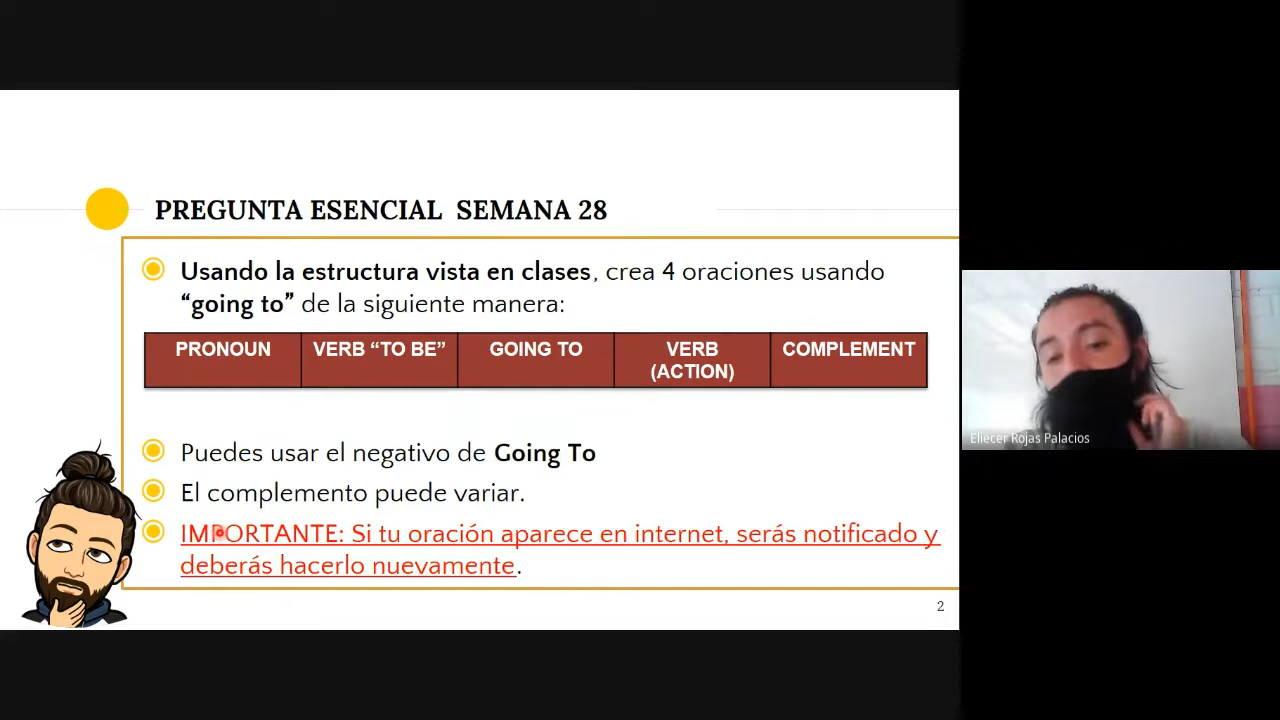 PREGUNTA ESENCIAL SEMANA 28
Usando la estructura vista en clases, crea 4 oraciones usando
“going to” de la siguiente manera:
PRONOUN VERB “TO BE” GOING TO VERB (ACTION) COMPLEMENT
Puedes usar el negativo de Going To
El complemento puede variar.
IMPORTANTE: Si tu oración aparece en internet, serás notificado y
deberás hacerlo nuevamente.
2
Eliecer Rojas Palacios